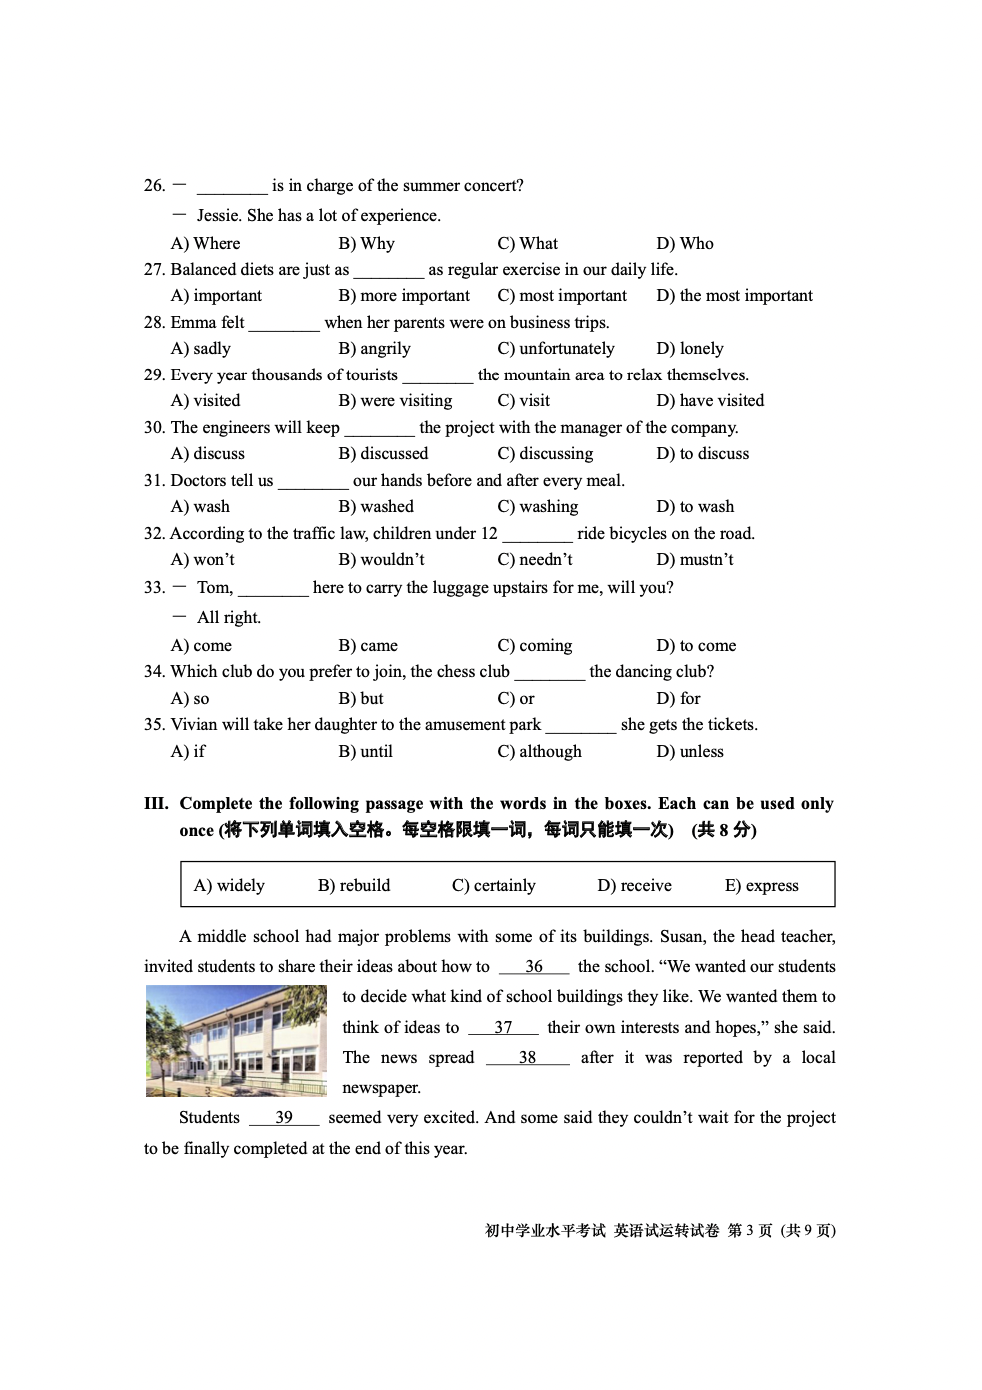 26. — ________ is in charge of the summer concert?
— Jessie. She has a lot of experience.
A) Where B) Why C) What D) Who
27. Balanced diets are just as ________ as regular exercise in our daily life.
A) important B) more important C) most important D) the most important
28. Emma felt ________ when her parents were on business trips.
A) sadly B) angrily C) unfortunately D) lonely
29. Every year thousands of tourists ________ the mountain area to relax themselves.
A) visited B) were visiting C) visit D) have visited
30. The engineers will keep ________ the project with the manager of the company.
A) discuss B) discussed C) discussing D) to discuss
31. Doctors tell us ________ our hands before and after every meal.
A) wash B) washed C) washing D) to wash
32. According to the traffic law, children under 12 ________ ride bicycles on the road.
A) won’t B) wouldn’t C) needn’t D) mustn’t
33. — Tom, ________ here to carry the luggage upstairs for me, will you?
— All right.
A) come B) came C) coming D) to come
34. Which club do you prefer to join, the chess club ________ the dancing club?
A) so B) but C) or D) for
35. Vivian will take her daughter to the amusement park ________ she gets the tickets.
A) if B) until C) although D) unless
III. Complete the following passage with the words in the boxes. Each can be used only
once (将下列单词填入空格。每空格限填一词，每词只能填一次) (共 8 分)
A) widely B) rebuild C) certainly D) receive E) express
A middle school had major problems with some of its buildings. Susan, the head teacher,
invited students to share their ideas about how to ___36___ the school. “We wanted our students
to decide what kind of school buildings they like. We wanted them to
think of ideas to ___37___ their own interests and hopes,” she said.
The news spread ___38___ after it was reported by a local
newspaper.
Students ___39___ seemed very excited. And some said they couldn’t wait for the project
to be finally completed at the end of this year.
初中学业水平考试 英语试运转试卷 第 3 页 (共 9 页)